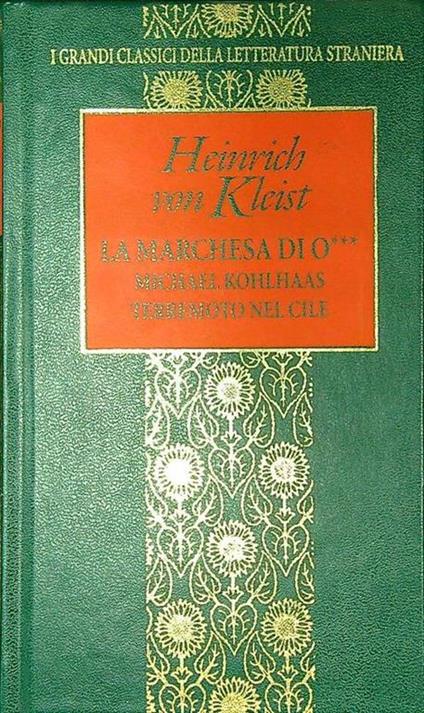 I GRANDI CLASSICI DELLA LETTERATURA STRANIERA
Heinrich
von Kleist
LA MARCHESA DI O***
MICHAEL KOHLHAAS
TERREMOTO NEL CILE